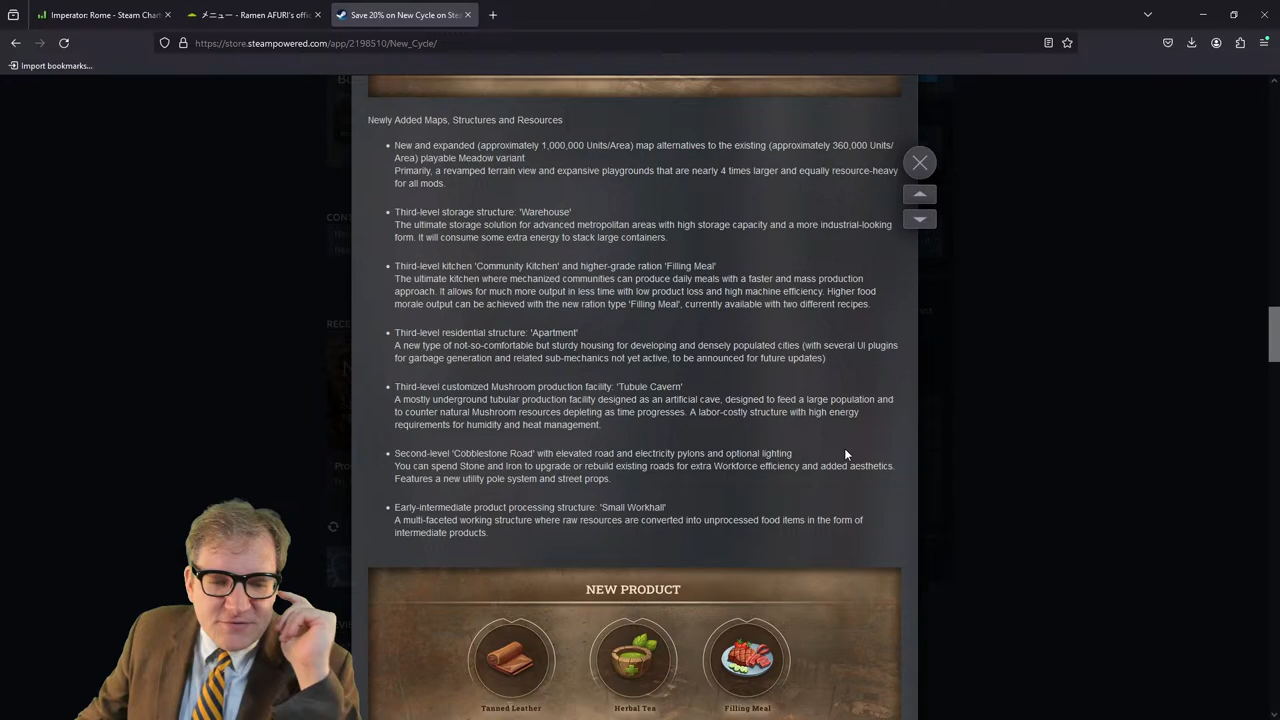 Imperator: Rome - Steam Char
メニュー - Ramen AFURI's offi
Save 20% on New Cycle on Ste
https://store.steampowered.com/app/2198510/New_Cycle/
Import bookmarks...
Newly Added Maps, Structures and Resources
New and expanded (approximately 1,000,000 Units/Area) map alternatives to the existing (approximately 360,000 Units/
Area) playable Meadow variant
Primarily, a revamped terrain view and expansive playgrounds that are nearly 4 times larger and equally resource-heavy
for all mods.
Third-level storage structure: 'Warehouse'
The ultimate storage solution for advanced metropolitan areas with high storage capacity and a more industrial-looking
form. It will consume some extra energy to stack large containers.
Third-level kitchen 'Community Kitchen' and higher-grade ration 'Filling Meal'
The ultimate kitchen where mechanized communities can produce daily meals with a faster and mass production
approach. It allows for much more output in less time with low product loss and high machine efficiency. Higher food
morale output can be achieved with the new ration type 'Filling Meal', currently available with two different recipes.
Third-level residential structure: 'Apartment'
A new type of not-so-comfortable but sturdy housing for developing and densely populated cities (with several UI plugins
for garbage generation and related sub-mechanics not yet active, to be announced for future updates)
Third-level customized Mushroom production facility: 'Tubule Cavern'
A mostly underground tubular production facility designed as an artificial cave, designed to feed a large population and
to counter natural Mushroom resources depleting as time progresses. A labor-costly structure with high energy
requirements for humidity and heat management.
Second-level 'Cobblestone Road' with elevated road and electricity pylons and optional lighting
You can spend Stone and Iron to upgrade or rebuild existing roads for extra Workforce efficiency and added aesthetics.
Features a new utility pole system and street props.
Early-intermediate product processing structure: 'Small Workhall'
A multi-faceted working structure where raw resources are converted into unprocessed food items in the form of
intermediate products.
NEW PRODUCT
Tanned Leather
Herbal Tea
Filling Meal